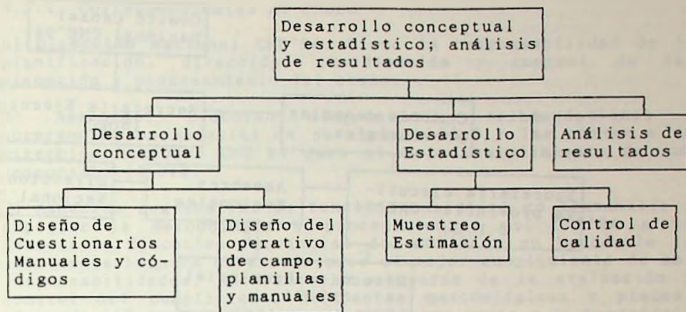 Desarrollo conceptual
y estadístico; análisis
de resultados
Desarrollo
conceptual
Desarrollo
Estadístico
Análisis de
resultados
Diseño de
Cuestionarios
Manuales y có-
digos
Diseño del
operativo
de campo;
planillas
y manuales
Muestreo
Estimación
Control de
calidad